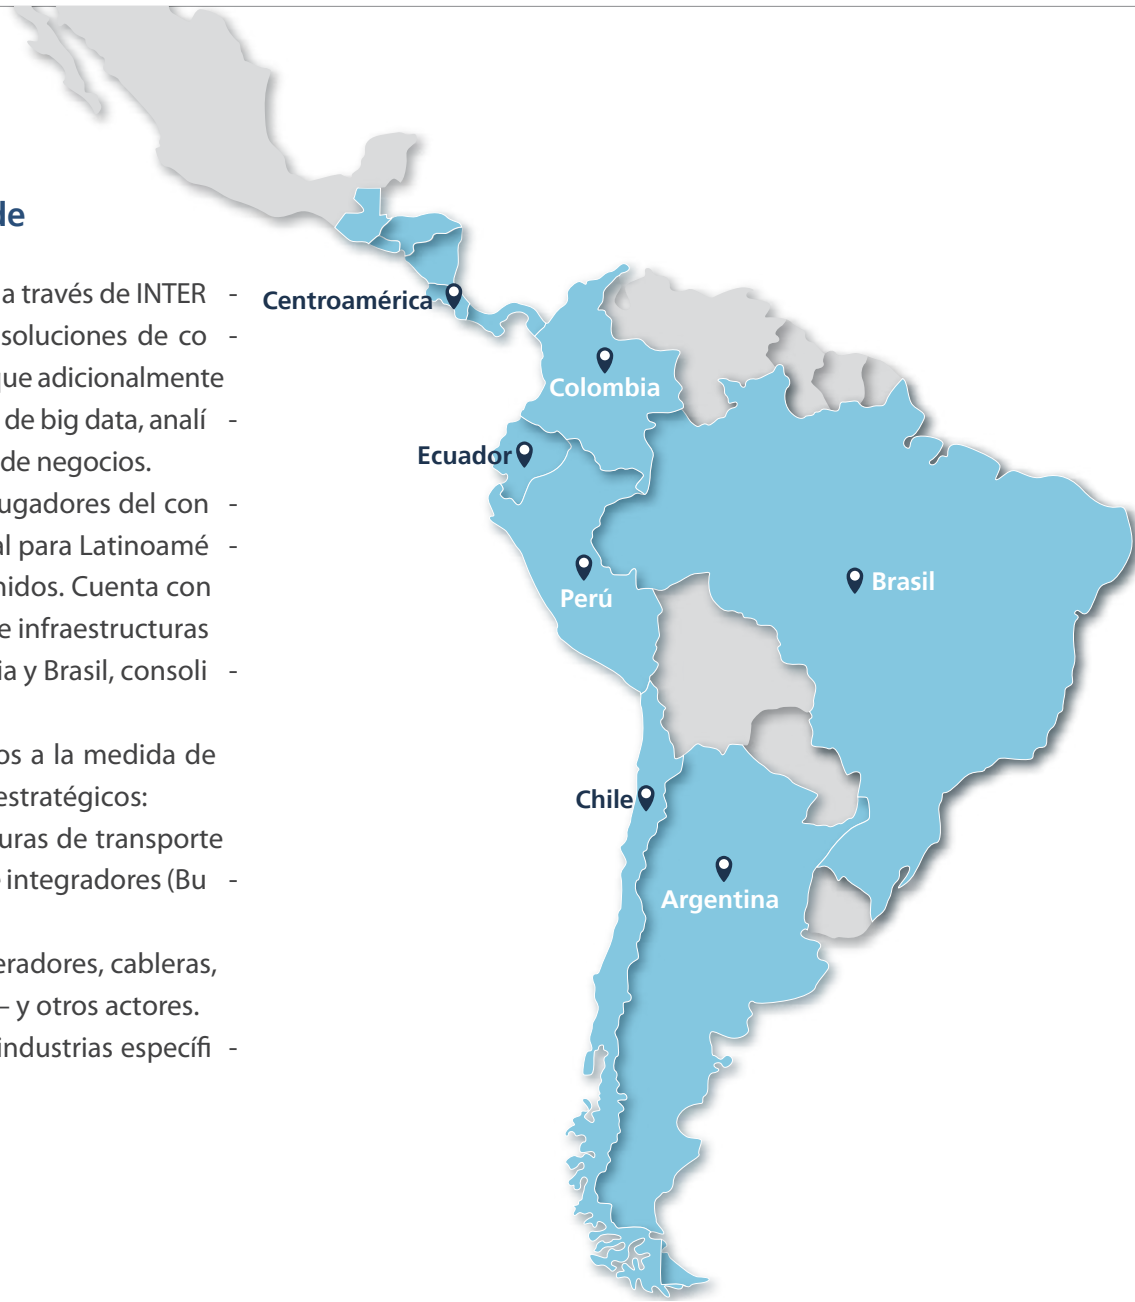 de
a través de INTER -
soluciones de co -
que adicionalmente
de big data, analí -
de negocios.
jugadores del con -
al para Latinoamé -
nidos. Cuenta con
e infraestructuras
ia y Brasil, consoli -
os a la medida de
estratégicos:
uras de transporte
e integradores (Bu -
eradores, cableras,
– y otros actores.
industrias específi -
Centroamérica
Colombia
Ecuador
Perú
Brasil
Chile
Argentina